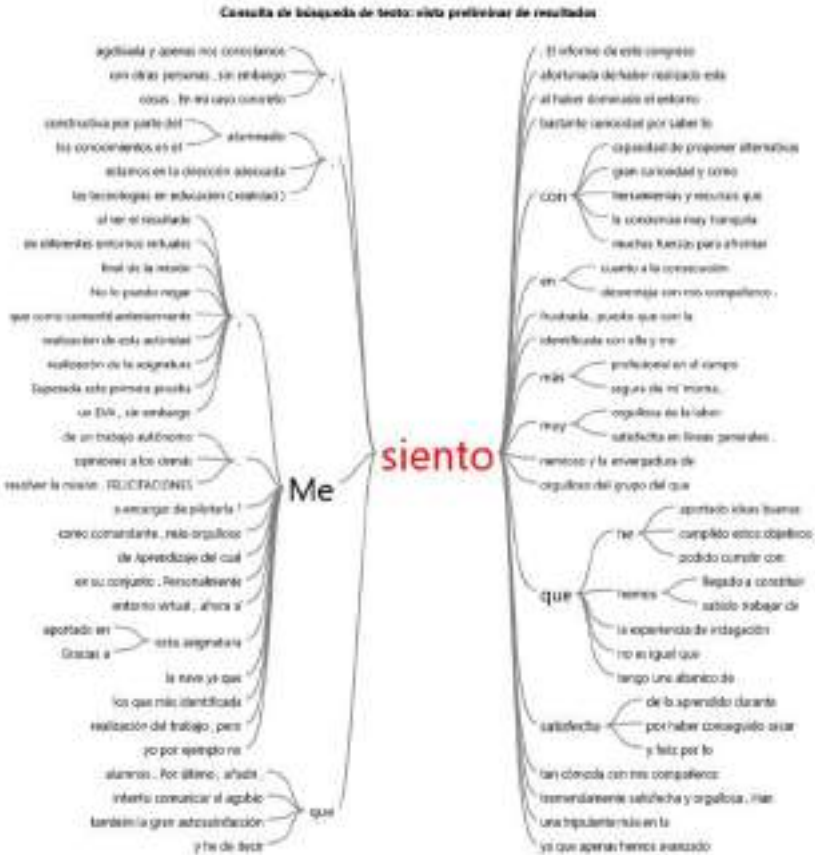 Consulta de búsqueda de texto: vista preliminar de resultados
agobiada y apenas nos conocíamos
con otras personas , sin embargo
cosas . En mi caso concreto
,
constructiva por parte del
los conocimientos en el
alumnado
estamos en la dirección adecuada
las tecnologías en educación ( realidad )
.
al ver el resultado
de diferentes entornos virtuales
final de la misión
No lo puedo negar
que como comenté anteriormente
realización de esta actividad
realización de la asignatura
Superada esta primera prueba
un EVA , sin embargo
,
de un trabajo autónomo
opiniones a los demás
resolver la misión . FELICITACIONES
.
a encargar de pilotarla !
como comandante , más orgulloso
de Aprendizaje del cual
en su conjunto . Personalmente
entorno virtual , ahora sí
aportado en
Gracias a
esta asignatura
la nave ya que
los que más identificada
realización del trabajo , pero
yo por ejemplo no
Me
alumnos . Por último , añadir
intento comunicar el agobio
también la gran autosatisfacción
y he de decir
que
siento
. El informe de este congreso
afortunada de haber realizado esta
al haber dominado el entorno
bastante curiosidad por saber lo
con
capacidad de proponer alternativas
gran curiosidad y como
herramientas y recursos que
la conciencia muy tranquila
muchas fuerzas para afrontar
en
cuanto a la consecución
desventaja con mis compañeros .
frustrada , puesto que con la
identificada con ella y me
más
profesional en el campo
segura de mí misma .
muy
orgullosa de la labor
satisfecha en líneas generales .
nervioso y la envergadura de
orgulloso del grupo del que
que
he
aportado ideas buenas
cumplido estos objetivos
podido cumplir con
hemos
llegado a constituir
sabido trabajar de
la experiencia de indagación
no es igual que
tengo una abanico de
satisfecha
de lo aprendido durante
por haber conseguido sacar
y feliz por lo
tan cómoda con mis compañeros
tremendamente satisfecha y orgullosa . Han
una tripulante más en la
ya que apenas hemos avanzado